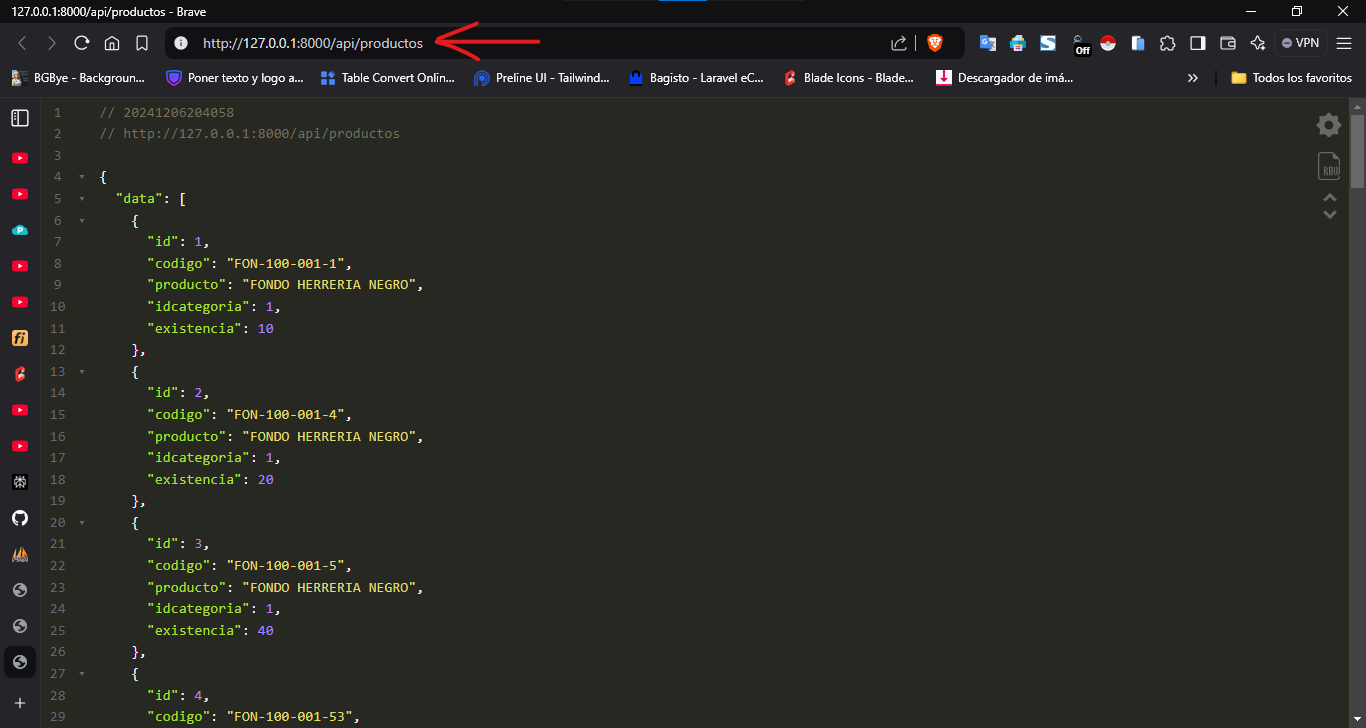 127.0.0.1:8000/api/productos - Brave
http://127.0.0.1:8000/api/productos
Off
VPN
BGBye - Backgroun...
Poner texto y logo a...
Table Convert Onlin...
Preline UI - Tailwind...
Bagisto - Laravel eC...
Blade Icons - Blade...
Descargador de imá...
»
Todos los favoritos
1 // 20241206204058
2 // http://127.0.0.1:8000/api/productos
3
4 {
5 "data": [
6 {
7 "id": 1,
8 "codigo": "FON-100-001-1",
9 "producto": "FONDO HERRERIA NEGRO",
10 "idcategoria": 1,
11 "existencia": 10
12 },
13 {
14 "id": 2,
15 "codigo": "FON-100-001-4",
16 "producto": "FONDO HERRERIA NEGRO",
17 "idcategoria": 1,
18 "existencia": 20
19 },
20 {
21 "id": 3,
22 "codigo": "FON-100-001-5",
23 "producto": "FONDO HERRERIA NEGRO",
24 "idcategoria": 1,
25 "existencia": 40
26 },
27 {
28 "id": 4,
29 "codigo": "FON-100-001-53",
RAW
fi